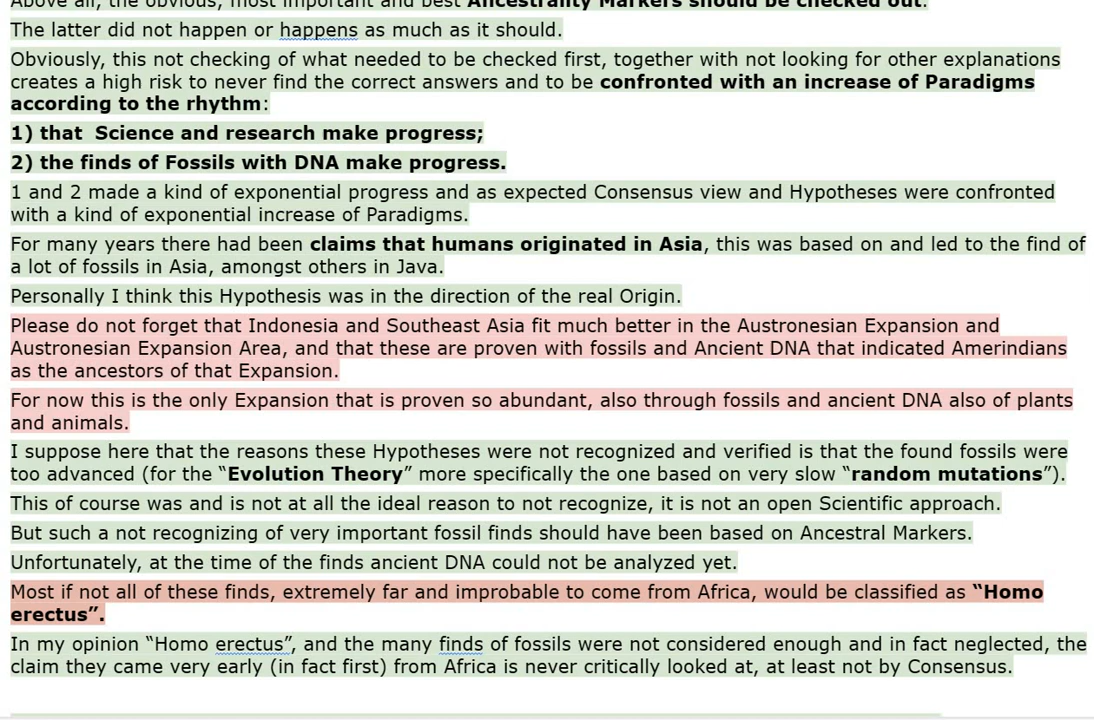 Above all, the obvious, most important and best Ancestrality Markers should be checked out.
The latter did not happen or happens as much as it should.
Obviously, this not checking of what needed to be checked first, together with not looking for other explanations
creates a high risk to never find the correct answers and to be confronted with an increase of Paradigms
according to the rhythm:
1) that  Science and research make progress;
2) the finds of Fossils with DNA make progress.
1 and 2 made a kind of exponential progress and as expected Consensus view and Hypotheses were confronted
with a kind of exponential increase of Paradigms.
For many years there had been claims that humans originated in Asia, this was based on and led to the find of
a lot of fossils in Asia, amongst others in Java.
Personally I think this Hypothesis was in the direction of the real Origin.
Please do not forget that Indonesia and Southeast Asia fit much better in the Austronesian Expansion and
Austronesian Expansion Area, and that these are proven with fossils and Ancient DNA that indicated Amerindians
as the ancestors of that Expansion.
For now this is the only Expansion that is proven so abundant, also through fossils and ancient DNA also of plants
and animals.
I suppose here that the reasons these Hypotheses were not recognized and verified is that the found fossils were
too advanced (for the “Evolution Theory” more specifically the one based on very slow “random mutations”).
This of course was and is not at all the ideal reason to not recognize, it is not an open Scientific approach.
But such a not recognizing of very important fossil finds should have been based on Ancestral Markers.
Unfortunately, at the time of the finds ancient DNA could not be analyzed yet.
Most if not all of these finds, extremely far and improbable to come from Africa, would be classified as “Homo
erectus”.
In my opinion “Homo erectus”, and the many finds of fossils were not considered enough and in fact neglected, the
claim they came very early (in fact first) from Africa is never critically looked at, at least not by Consensus.